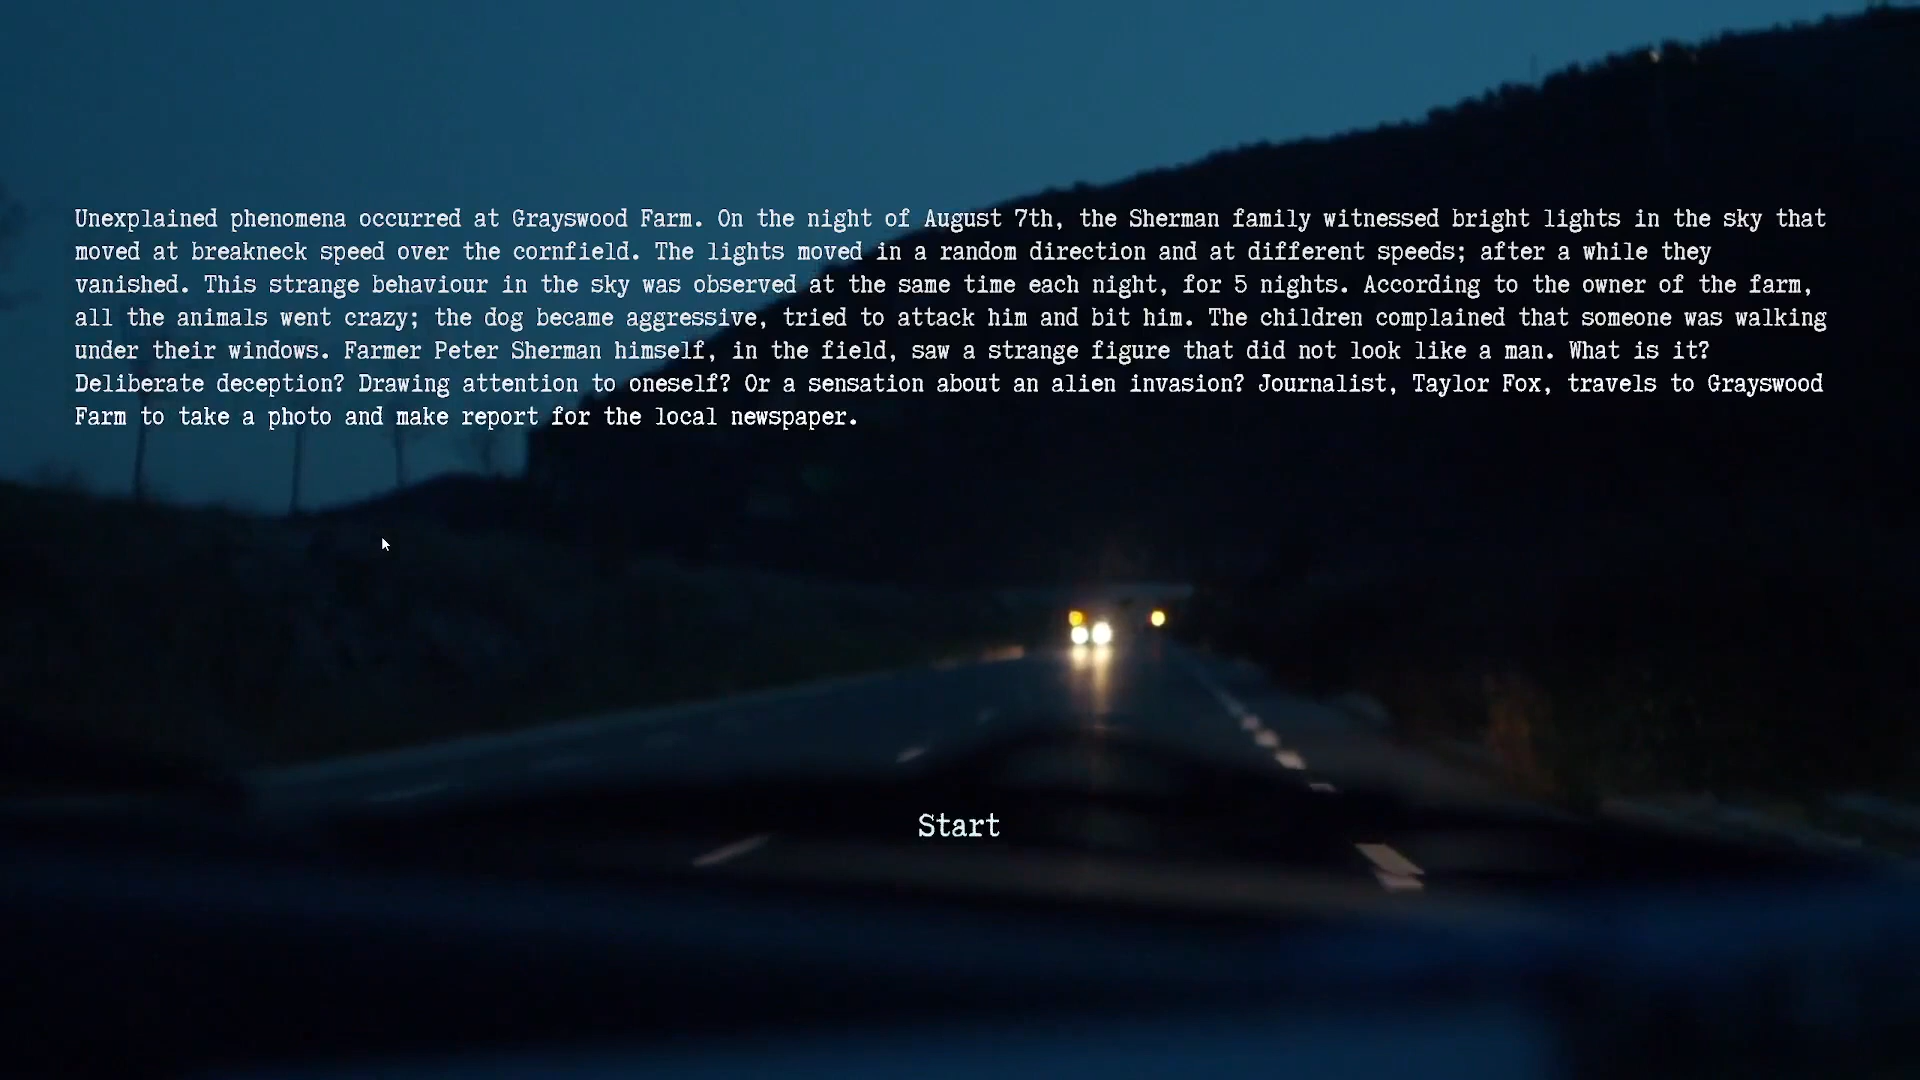 Unexplained phenomena occurred at Grayswood Farm. On the night of August 7th, the Sherman family witnessed bright lights in the sky that
moved at breakneck speed over the cornfield. The lights moved in a random direction and at different speeds; after a while they
vanished. This strange behaviour in the sky was observed at the same time each night, for 5 nights. According to the owner of the farm,
all the animals went crazy; the dog became aggressive, tried to attack him and bit him. The children complained that someone was walking
under their windows. Farmer Peter Sherman himself, in the field, saw a strange figure that did not look like a man. What is it?
Deliberate deception? Drawing attention to oneself? Or a sensation about an alien invasion? Journalist, Taylor Fox, travels to Grayswood
Farm to take a photo and make report for the local newspaper.
Start